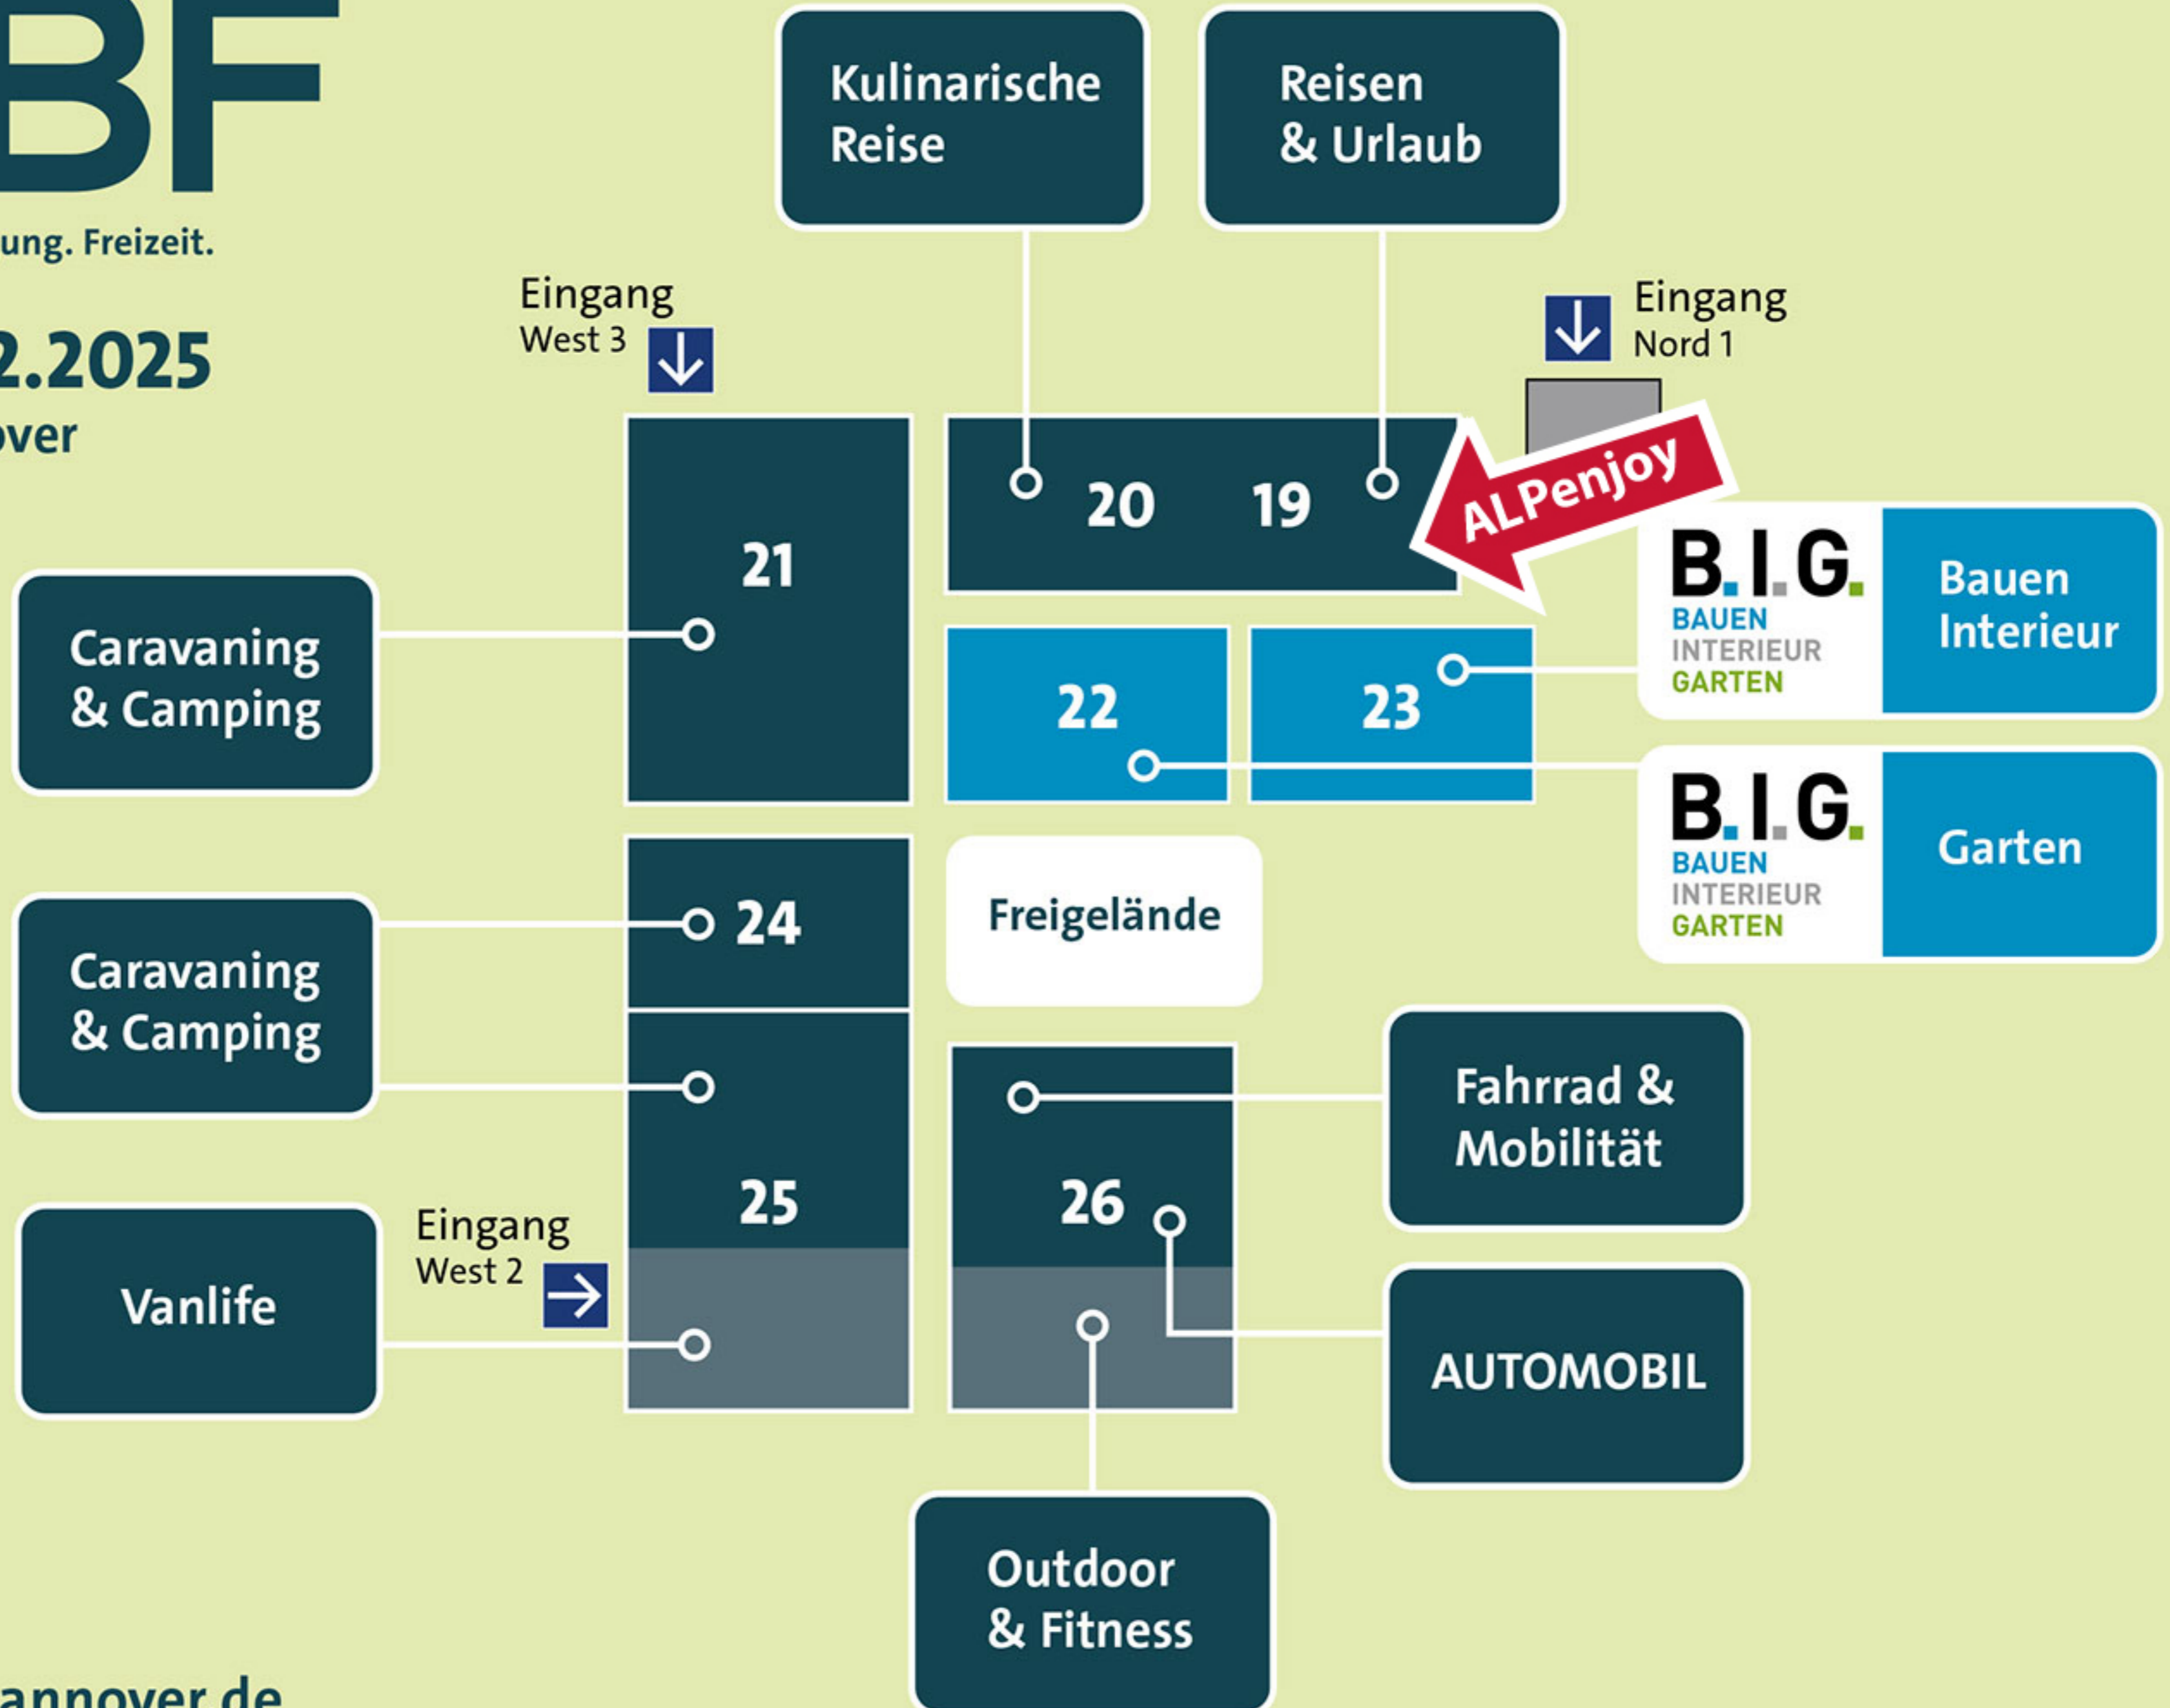 BF
ung. Freizeit.
2.2025
over
Kulinarische
Reise
Reisen
& Urlaub
Eingang
West 3
Eingang
Nord 1
20
19
ALPenjoy
21
B.I.G.
BAUEN
INTERIEUR
GARTEN
Bauen
Interieur
Caravaning
& Camping
22
23
B.I.G.
BAUEN
INTERIEUR
GARTEN
Garten
24
Freigelände
Caravaning
& Camping
25
26
Fahrrad &
Mobilität
Vanlife
Eingang
West 2
AUTOMOBIL
Outdoor
& Fitness
annover.de